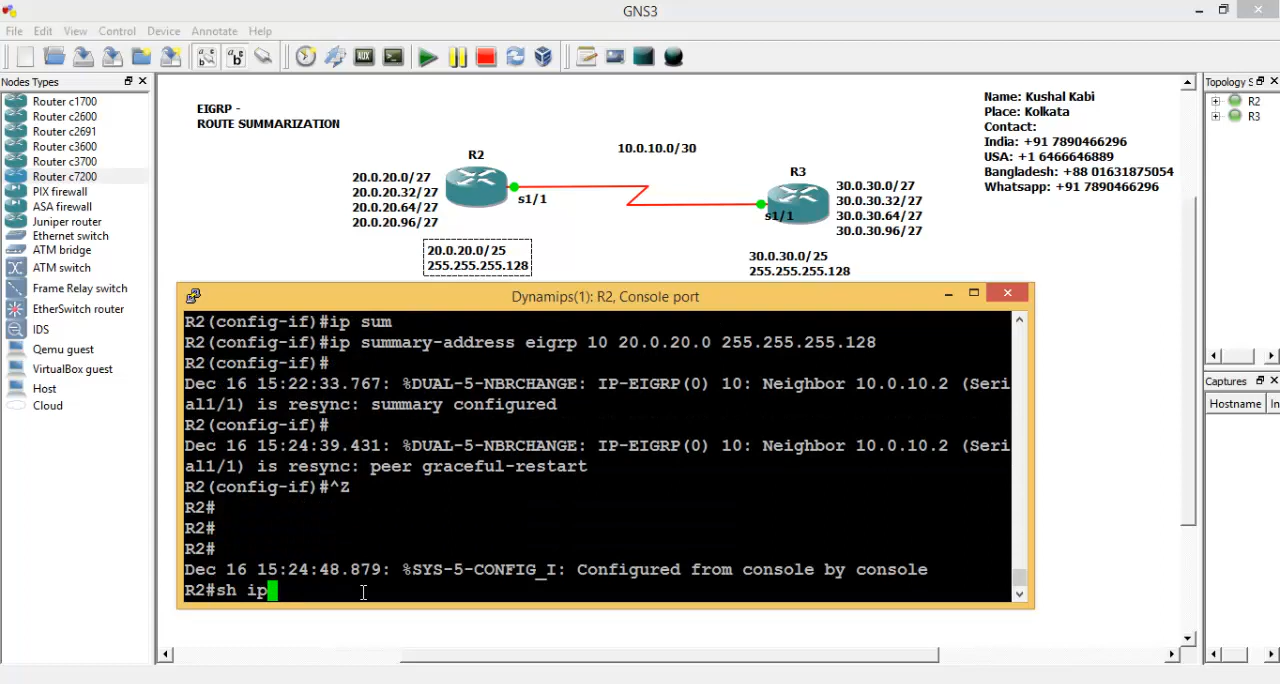 GNS3
File Edit View Control Device Annotate Help
Nodes Types
Router c1700
Router c2600
Router c2691
Router c3600
Router c3700
Router c7200
PIX firewall
ASA firewall
Juniper router
Ethernet switch
ATM bridge
ATM switch
Frame Relay switch
EtherSwitch router
IDS
Qemu guest
VirtualBox guest
Host
Cloud
EIGRP -
ROUTE SUMMARIZATION
R2
20.0.20.0/27
20.0.20.32/27
20.0.20.64/27
20.0.20.96/27
s1/1
20.0.20.0/25
255.255.255.128
10.0.10.0/30
R3
s1/1
30.0.30.0/27
30.0.30.32/27
30.0.30.64/27
30.0.30.96/27
30.0.30.0/25
255.255.255.128
Name: Kushal Kabi
Place: Kolkata
Contact:
India: +91 7890466296
USA: +1 6466646889
Bangladesh: +88 01631875054
Whatsapp: +91 7890466296
Topology S
R2
R3
Captures
Hostname In
Dynamips(1): R2, Console port
R2(config-if)#ip sum
R2(config-if)#ip summary-address eigrp 10 20.0.20.0 255.255.255.128
R2(config-if)#
Dec 16 15:22:33.767: %DUAL-5-NBRCHANGE: IP-EIGRP(0) 10: Neighbor 10.0.10.2 (Seri
al1/1) is resync: summary configured
R2(config-if)#
Dec 16 15:24:39.431: %DUAL-5-NBRCHANGE: IP-EIGRP(0) 10: Neighbor 10.0.10.2 (Seri
al1/1) is resync: peer graceful-restart
R2(config-if)#^Z
R2#
R2#
R2#
Dec 16 15:24:48.879: %SYS-5-CONFIG_I: Configured from console by console
R2#sh ip